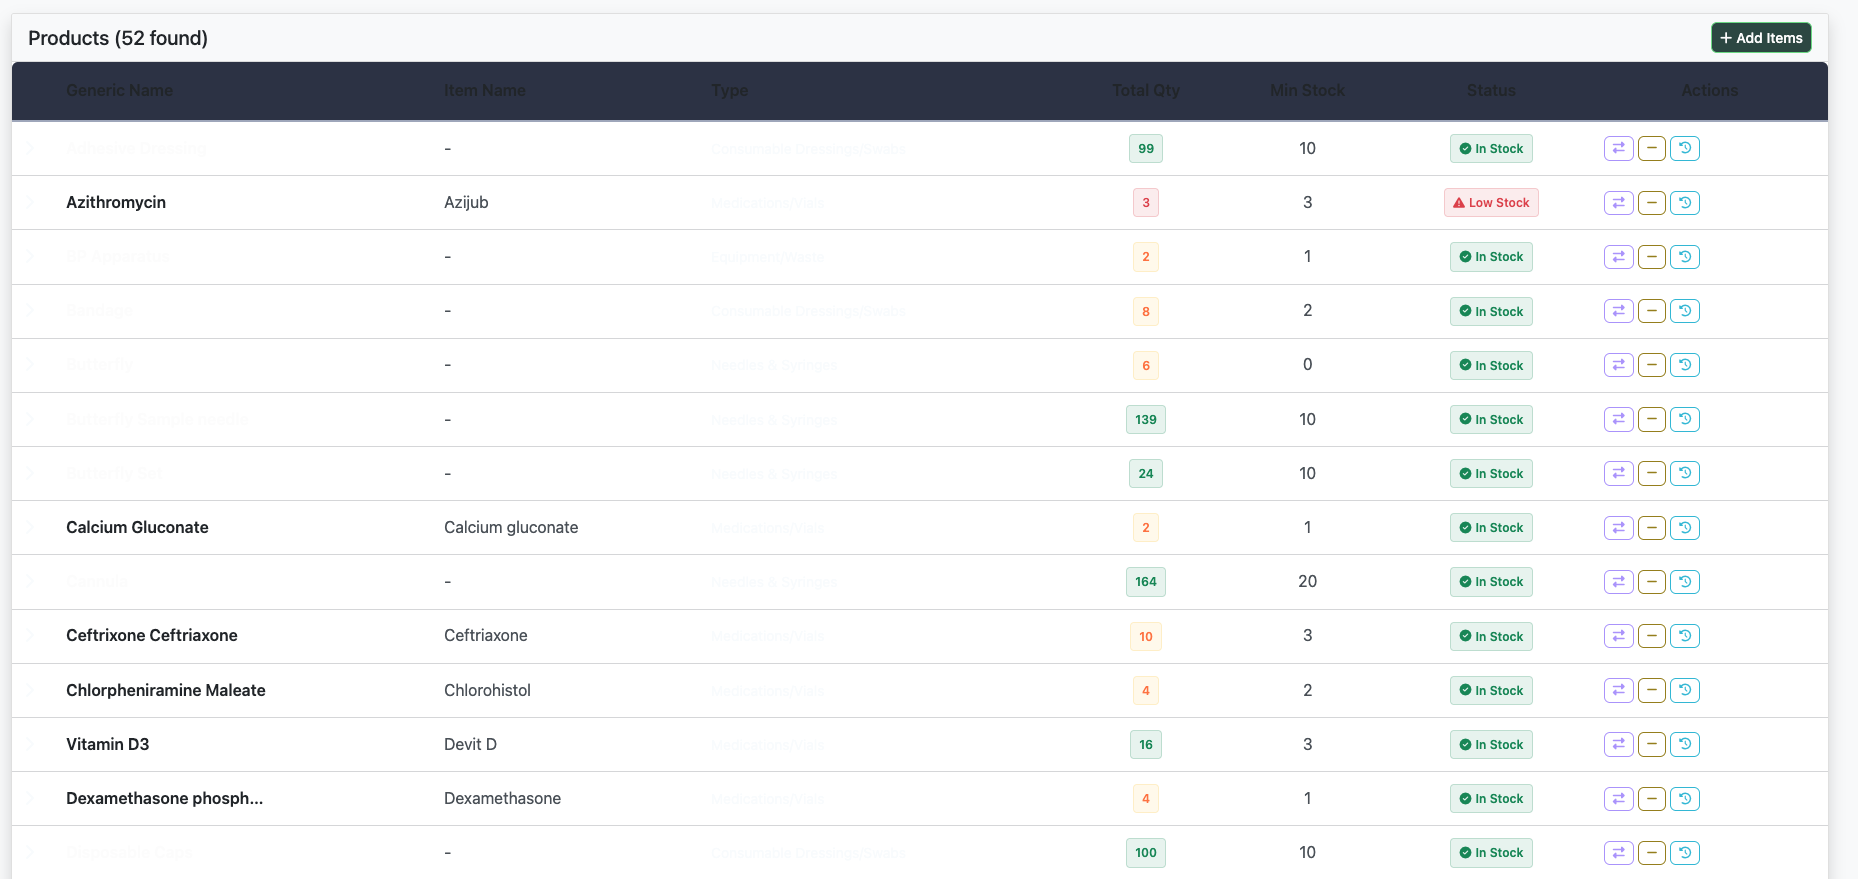 Products (52 found)
+ Add Items
Generic Name Item Name Type Total Qty Min Stock Status Actions
Adhesive Dressing - Consumable Dressings/Swabs 99 10 In Stock
Azithromycin Azijub Medications/Vials 3 3 Low Stock
BP Apparatus - Equipment/Waste 2 1 In Stock
Bandage - Consumable Dressings/Swabs 8 2 In Stock
Butterfly - Needles & Syringes 6 0 In Stock
Butterfly Sample needle - Needles & Syringes 139 10 In Stock
Butterfly Set - Needles & Syringes 24 10 In Stock
Calcium Gluconate Calcium gluconate Medications/Vials 2 1 In Stock
Cannula - Needles & Syringes 164 20 In Stock
Ceftrixone Ceftriaxone Ceftriaxone Medications/Vials 10 3 In Stock
Chlorpheniramine Maleate Chlorohistol Medications/Vials 4 2 In Stock
Vitamin D3 Devit D Medications/Vials 16 3 In Stock
Dexamethasone phosph... Dexamethasone Medications/Vials 4 1 In Stock
Disposable Caps - Consumable Dressings/Swabs 100 10 In Stock